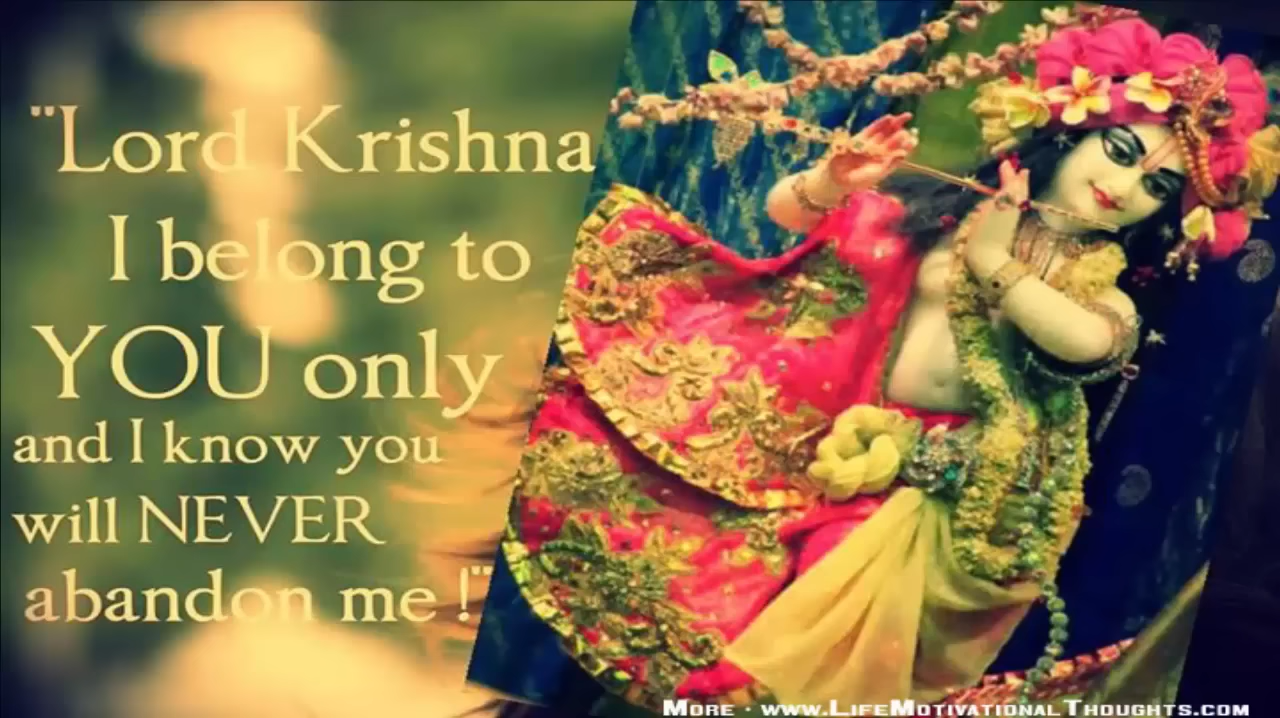 "Lord Krishna
I belong to
YOU only
and I know you
will NEVER
abandon me !"
More · www.LifeMotivationalThoughts.com